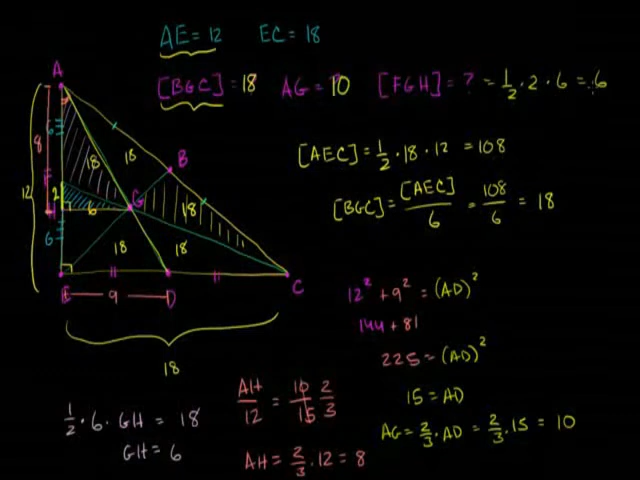 AE = 12 EC = 18
[BGC] = 18 AG = 10 [FGH] = ? = 1/2 · 2 · 6 = 6
[AEC] = 1/2 · 18 · 12 = 108
[BGC] = [AEC]/6 = 108/6 = 18
A
6
8
18
18
B
12
F
2
G
18
H
6
6
18
18
E
9
D
C
18
12² + 9² = (AD)²
144 + 81
225 = (AD)²
15 = AD
AG = 2/3 · AD = 2/3 · 15 = 10
1/2 · 6 · GH = 18
GH = 6
AH/12 = 10/15 2/3
AH = 2/3 · 12 = 8